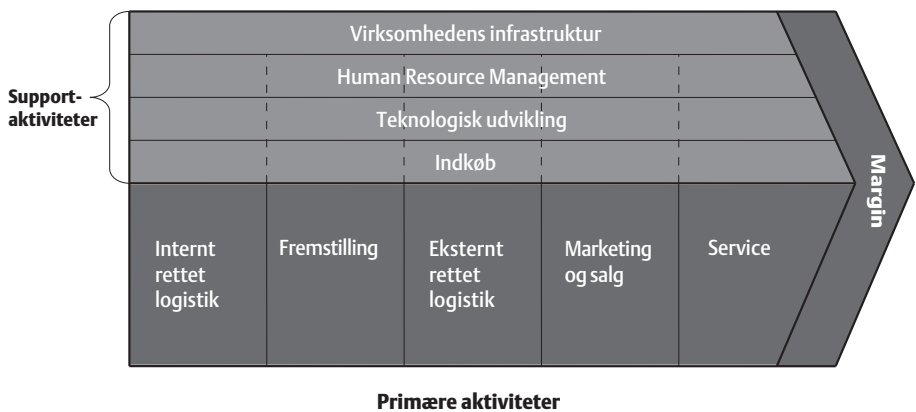 Virksomhedens infrastruktur
Human Resource Management
Teknologisk udvikling
Indkøb
Support-
aktiviteter
Internt
rettet
logistik
Fremstilling
Eksternt
rettet
logistik
Marketing
og salg
Service
Margin
Primære aktiviteter